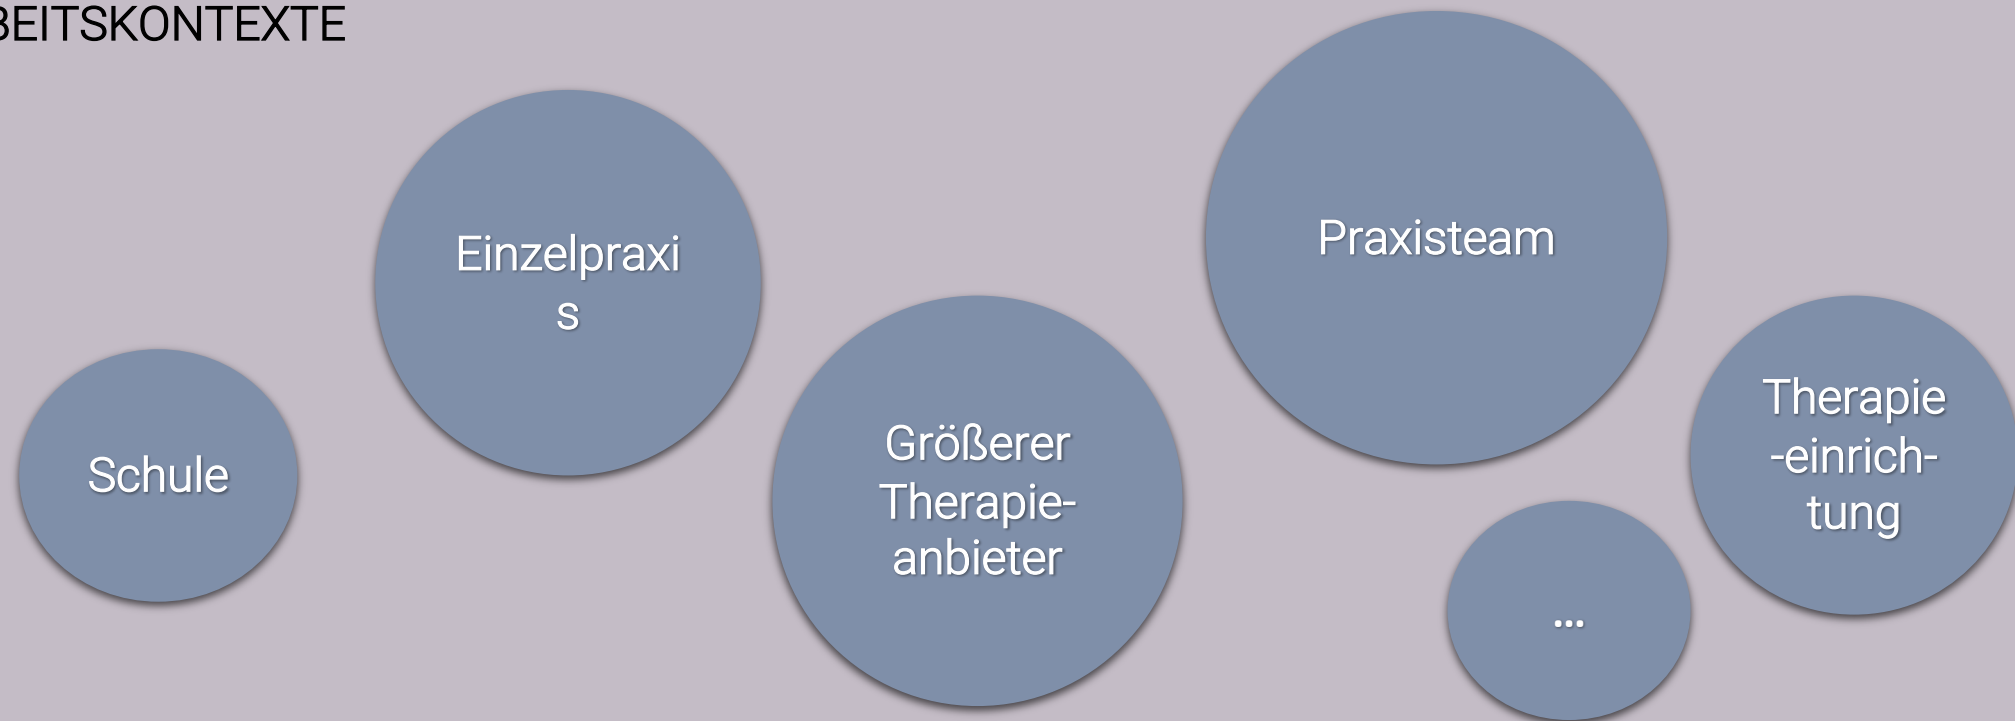 BEITSKONTEXTE
Einzelpraxi
s
Praxisteam
Schule
Größerer
Therapie-
anbieter
Therapie
-einrich-
tung
...